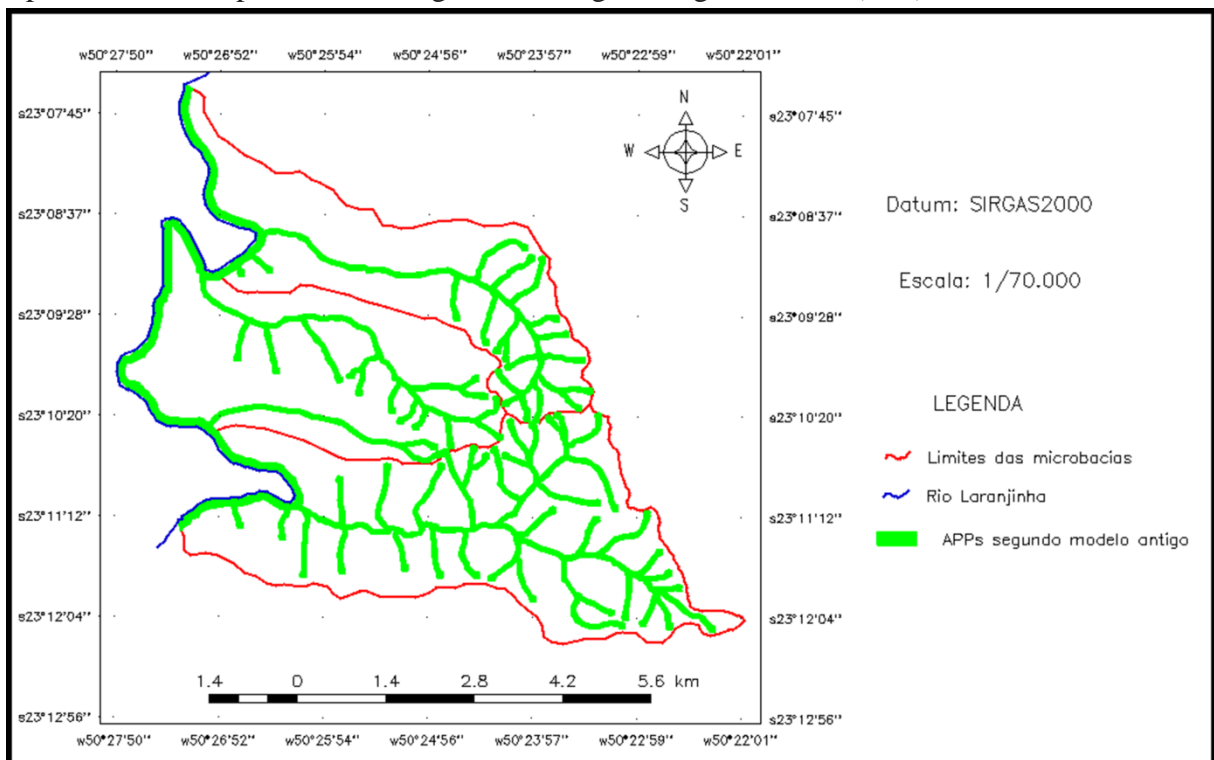 w50°27'50'' w50°26'52'' w50°25'54'' w50°24'56'' w50°23'57'' w50°22'59'' w50°22'01''
s23°07'45'' s23°07'45''
N
W E
S
s23°08'37'' s23°08'37''
Datum: SIRGAS2000
Escala: 1/70.000
s23°09'28'' s23°09'28''
s23°10'20'' s23°10'20''
LEGENDA
Limites das microbacias
Rio Laranjinha
s23°11'12'' s23°11'12''
APPs segundo modelo antigo
s23°12'04'' s23°12'04''
1.4 0 1.4 2.8 4.2 5.6 km
s23°12'56'' s23°12'56''
w50°27'50'' w50°26'52'' w50°25'54'' w50°24'56'' w50°23'57'' w50°22'59'' w50°22'01''